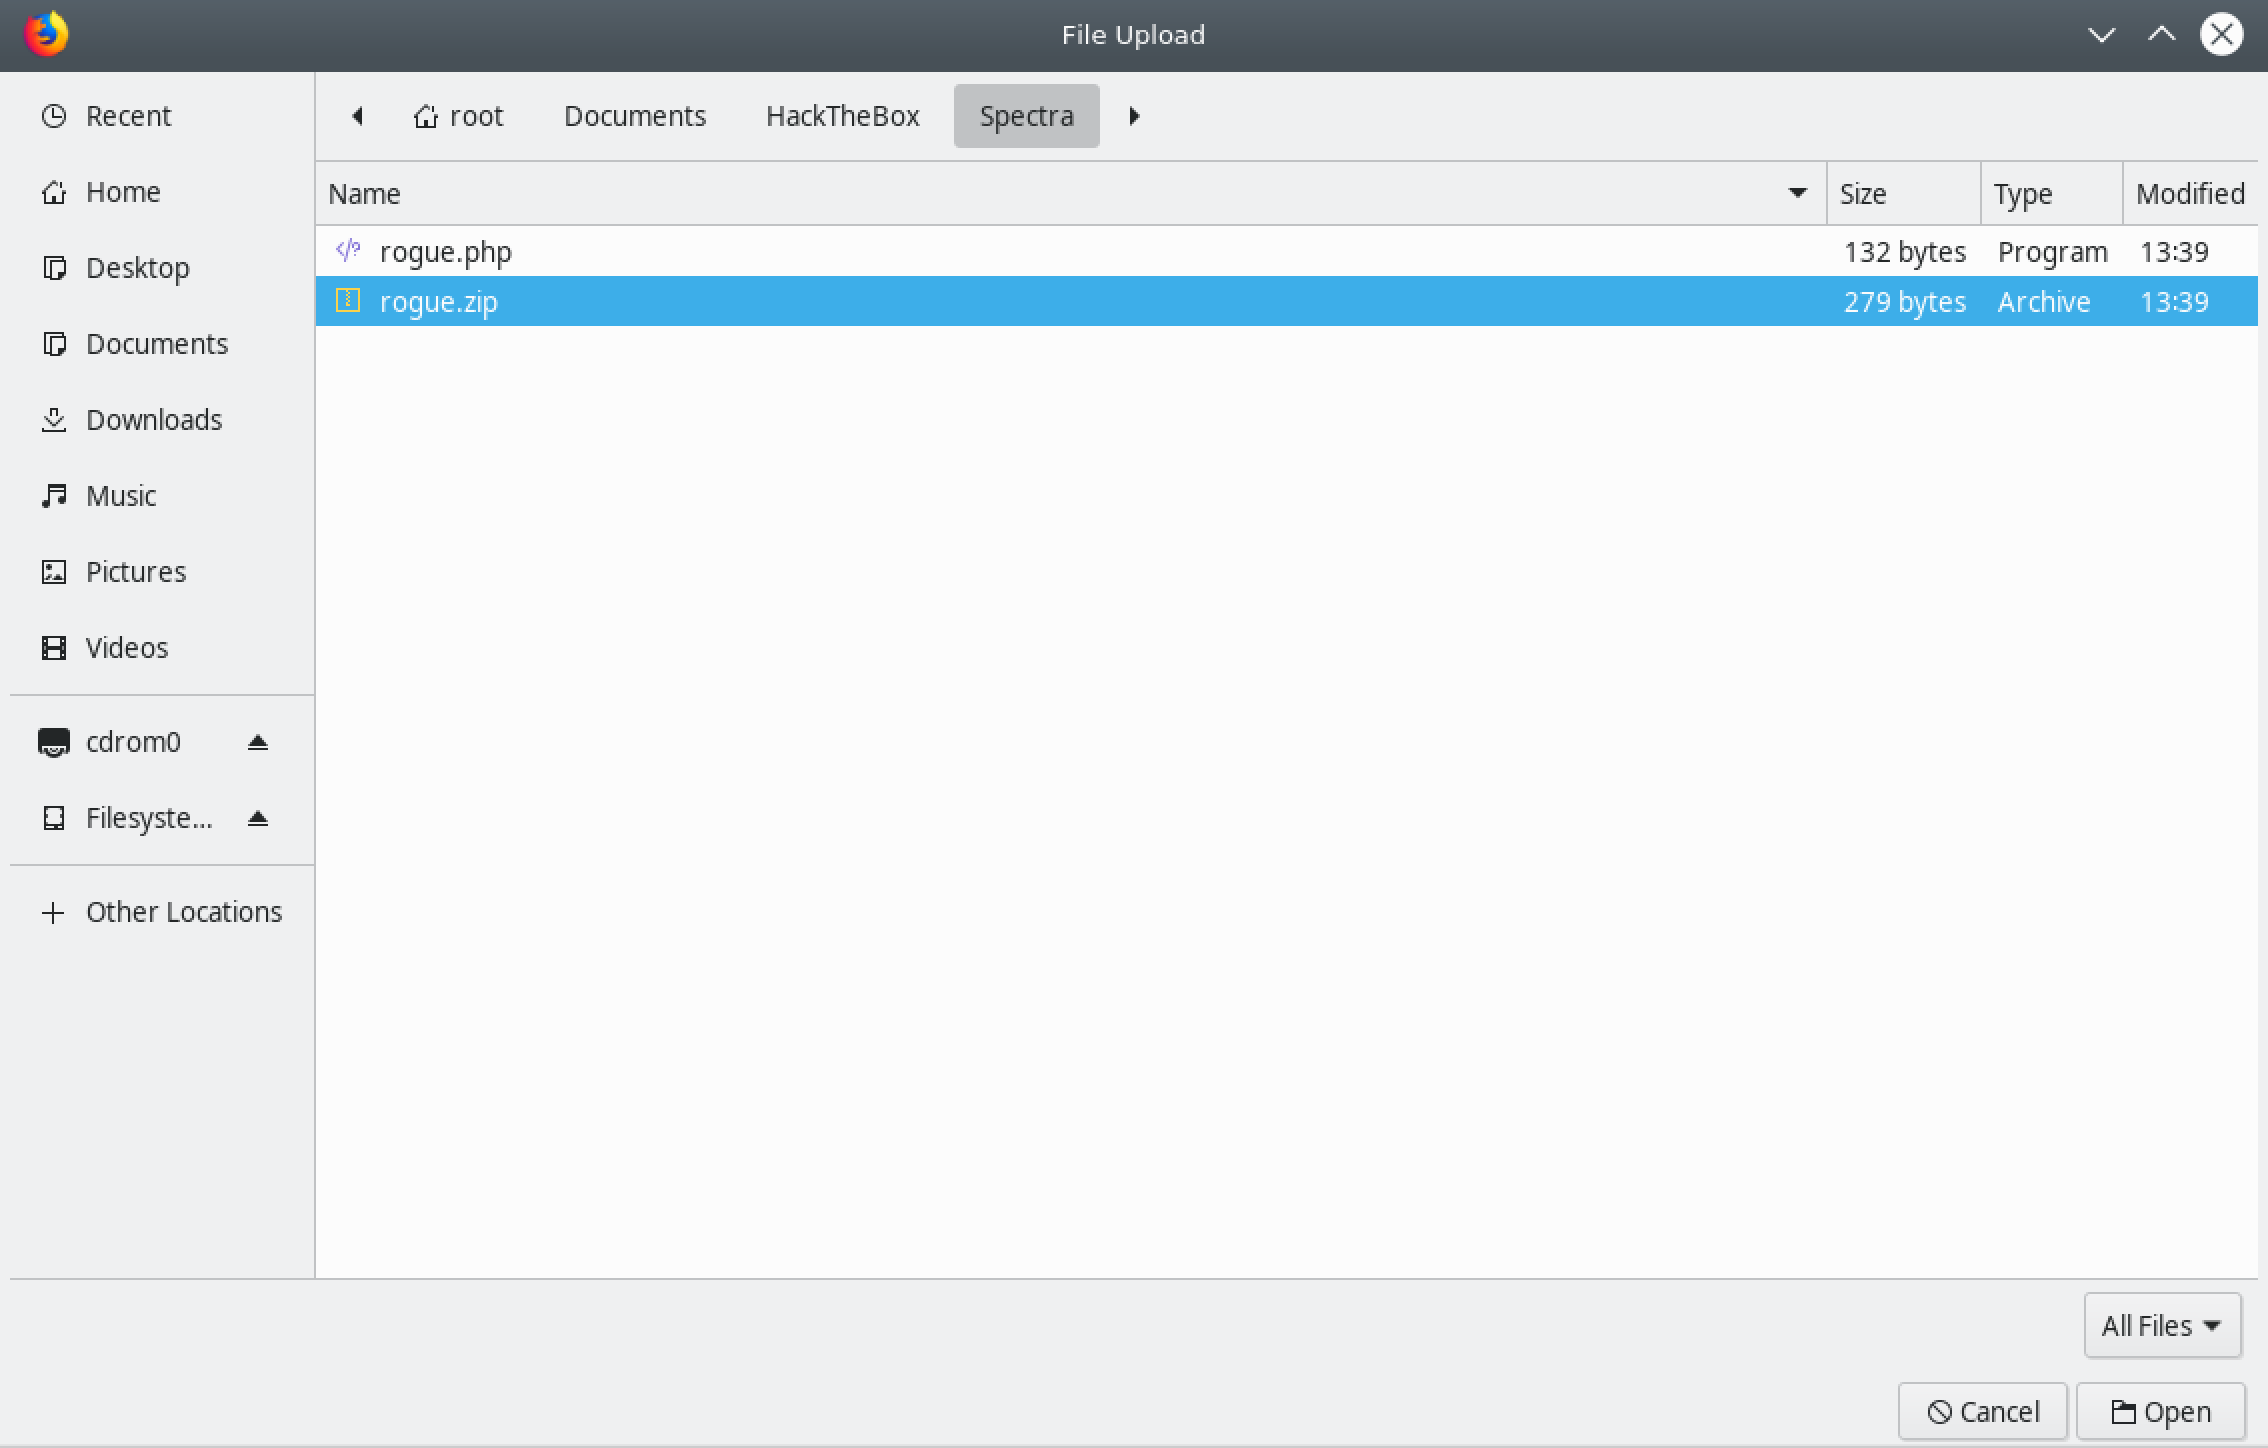 File Upload
Recent
Home
Desktop
Documents
Downloads
Music
Pictures
Videos
cdrom0
Filesyste...
Other Locations
root Documents HackTheBox Spectra
Name Size Type Modified
rogue.php 132 bytes Program 13:39
rogue.zip 279 bytes Archive 13:39
All Files
Cancel Open